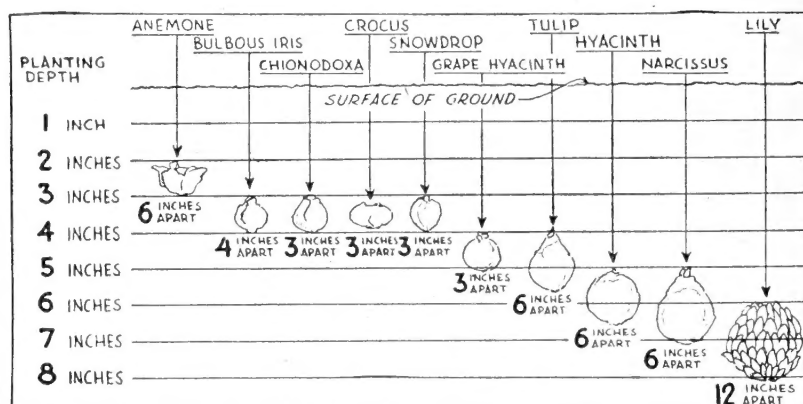 ANEMONE
CROCUS
TULIP
LILY
BULBOUS IRIS
SNOWDROP
HYACINTH
CHIONODOXA
GRAPE HYACINTH
NARCISSUS
PLANTING
DEPTH
SURFACE OF GROUND
1 INCH
2 INCHES
3 INCHES
6 INCHES APART
4 INCHES
4 INCHES APART
3 INCHES APART
3 INCHES APART
3 INCHES APART
5 INCHES
3 INCHES APART
6 INCHES APART
6 INCHES
6 INCHES APART
7 INCHES
6 INCHES APART
8 INCHES
12 INCHES APART